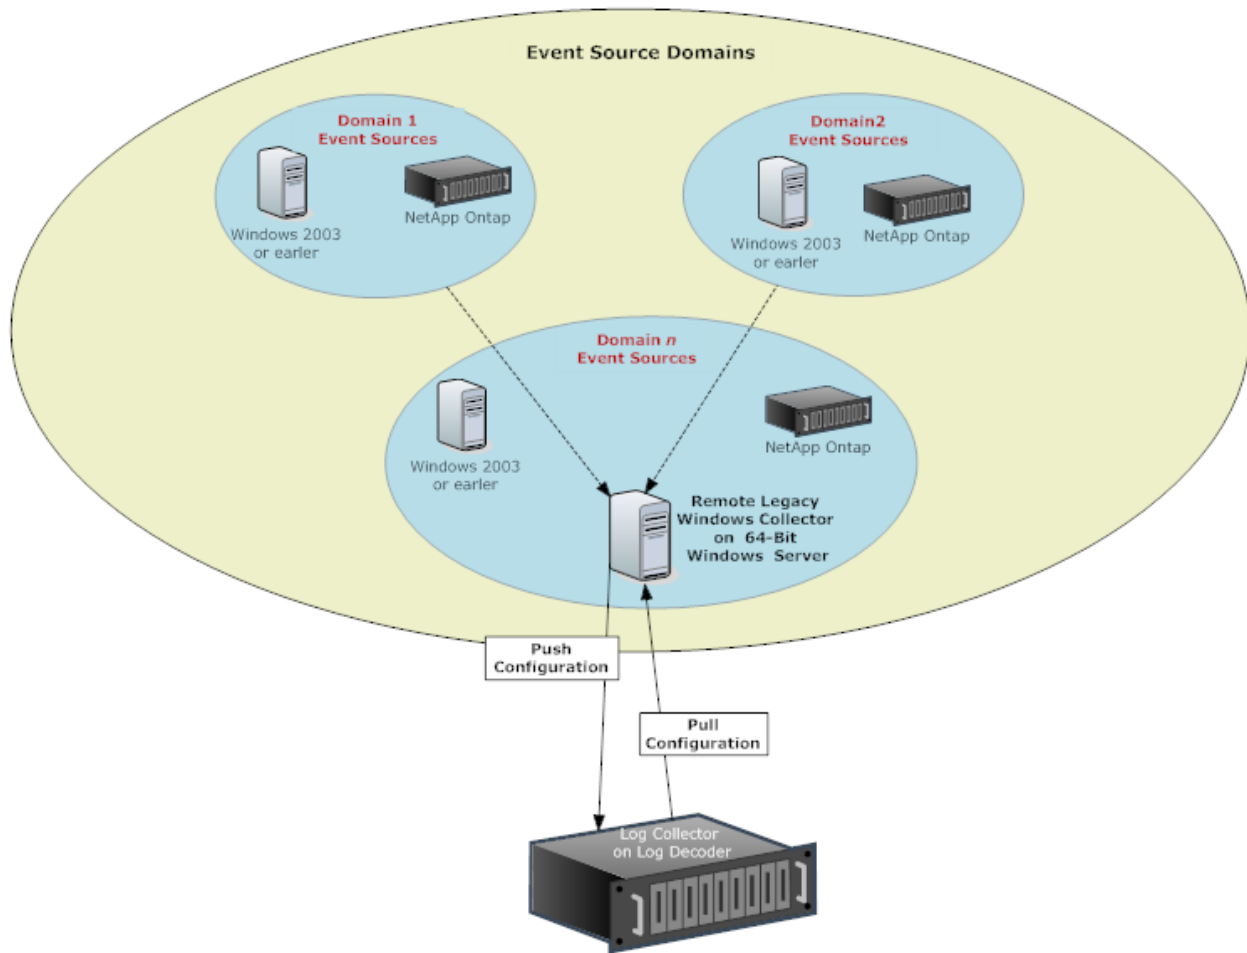 Event Source Domains
Domain 1
Event Sources
Windows 2003
or earler
NetApp Ontap
Domain2
Event Sources
Windows 2003
or earler
NetApp Ontap
Domain n
Event Sources
Windows 2003
or earler
NetApp Ontap
Remote Legacy
Windows Collector
on 64-Bit
Windows Server
Push
Configuration
Pull
Configuration
Log Collector
on Log Decoder